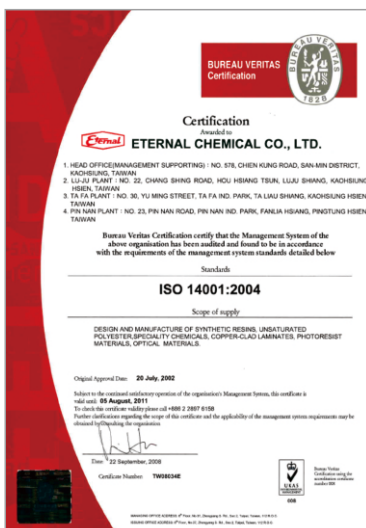 BUREAU VERITAS
Certification
BUREAU VERITAS
1828
Certification
Awarded to
Eternal
ETERNAL CHEMICAL CO., LTD.
1. HEAD OFFICE(MANAGEMENT SUPPORTING) : NO. 578, CHIEN KUNG ROAD, SAN-MIN DISTRICT,
KAOHSIUNG, TAIWAN
2. LU-JU PLANT : NO. 22, CHANG SHING ROAD, HOU HSIANG TSUN, LUJU SHIANG, KAOHSIUNG
HSIEN, TAIWAN
3. TA FA PLANT : NO. 30, YU MING STREET, TA FA IND. PARK, TA LIAU SHIANG, KAOHSIUNG HSIEN,
TAIWAN
4. PIN NAN PLANT : NO. 23, PIN NAN ROAD, PIN NAN IND. PARK, FANLIA HSIANG, PINGTUNG HSIEN,
TAIWAN
Bureau Veritas Certification certify that the Management System of the
above organisation has been audited and found to be in accordance
with the requirements of the management system standards detailed below
Standards
ISO 14001:2004
Scope of supply
DESIGN AND MANUFACTURE OF SYNTHETIC RESINS, UNSATURATED
POLYESTER,SPECIALITY CHEMICALS, COPPER-CLAD LAMINATES, PHOTORESIST
MATERIALS, OPTICAL MATERIALS.
Original Approval Date: 20 July, 2002
Subject to the continued satisfactory operation of the organisation's Management System, this certificate is
valid until: 05 August, 2011
To check this certificate validity please call +886 2 2897 6158
Further clarifications regarding the scope of this certificate and the applicability of the management system requirements may be
obtained by consulting the organisation
Date: 22 September, 2008
Certificate Number: TW08034E
UKAS
008
Bureau Veritas
Certification using the
accreditation certificate
number 008